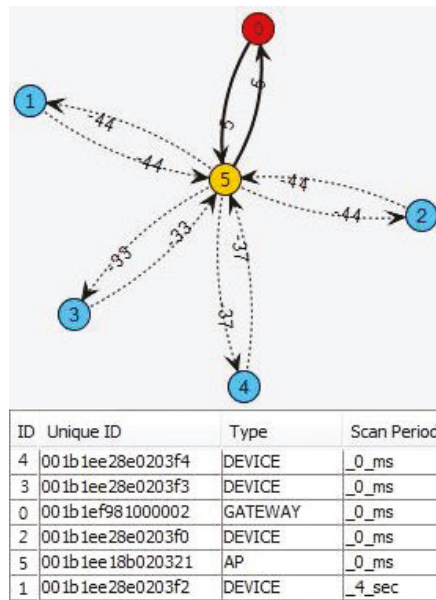 0
5
5
1
-44
-44
5
-44
-44
2
-33
-33
-37
-37
3
4
ID Unique ID Type Scan Period
4 001b1ee28e0203f4 DEVICE _0_ms
3 001b1ee28e0203f3 DEVICE _0_ms
0 001b1ef981000002 GATEWAY _0_ms
2 001b1ee28e0203f0 DEVICE _0_ms
5 001b1ee18b020321 AP _0_ms
1 001b1ee28e0203f2 DEVICE _4_sec